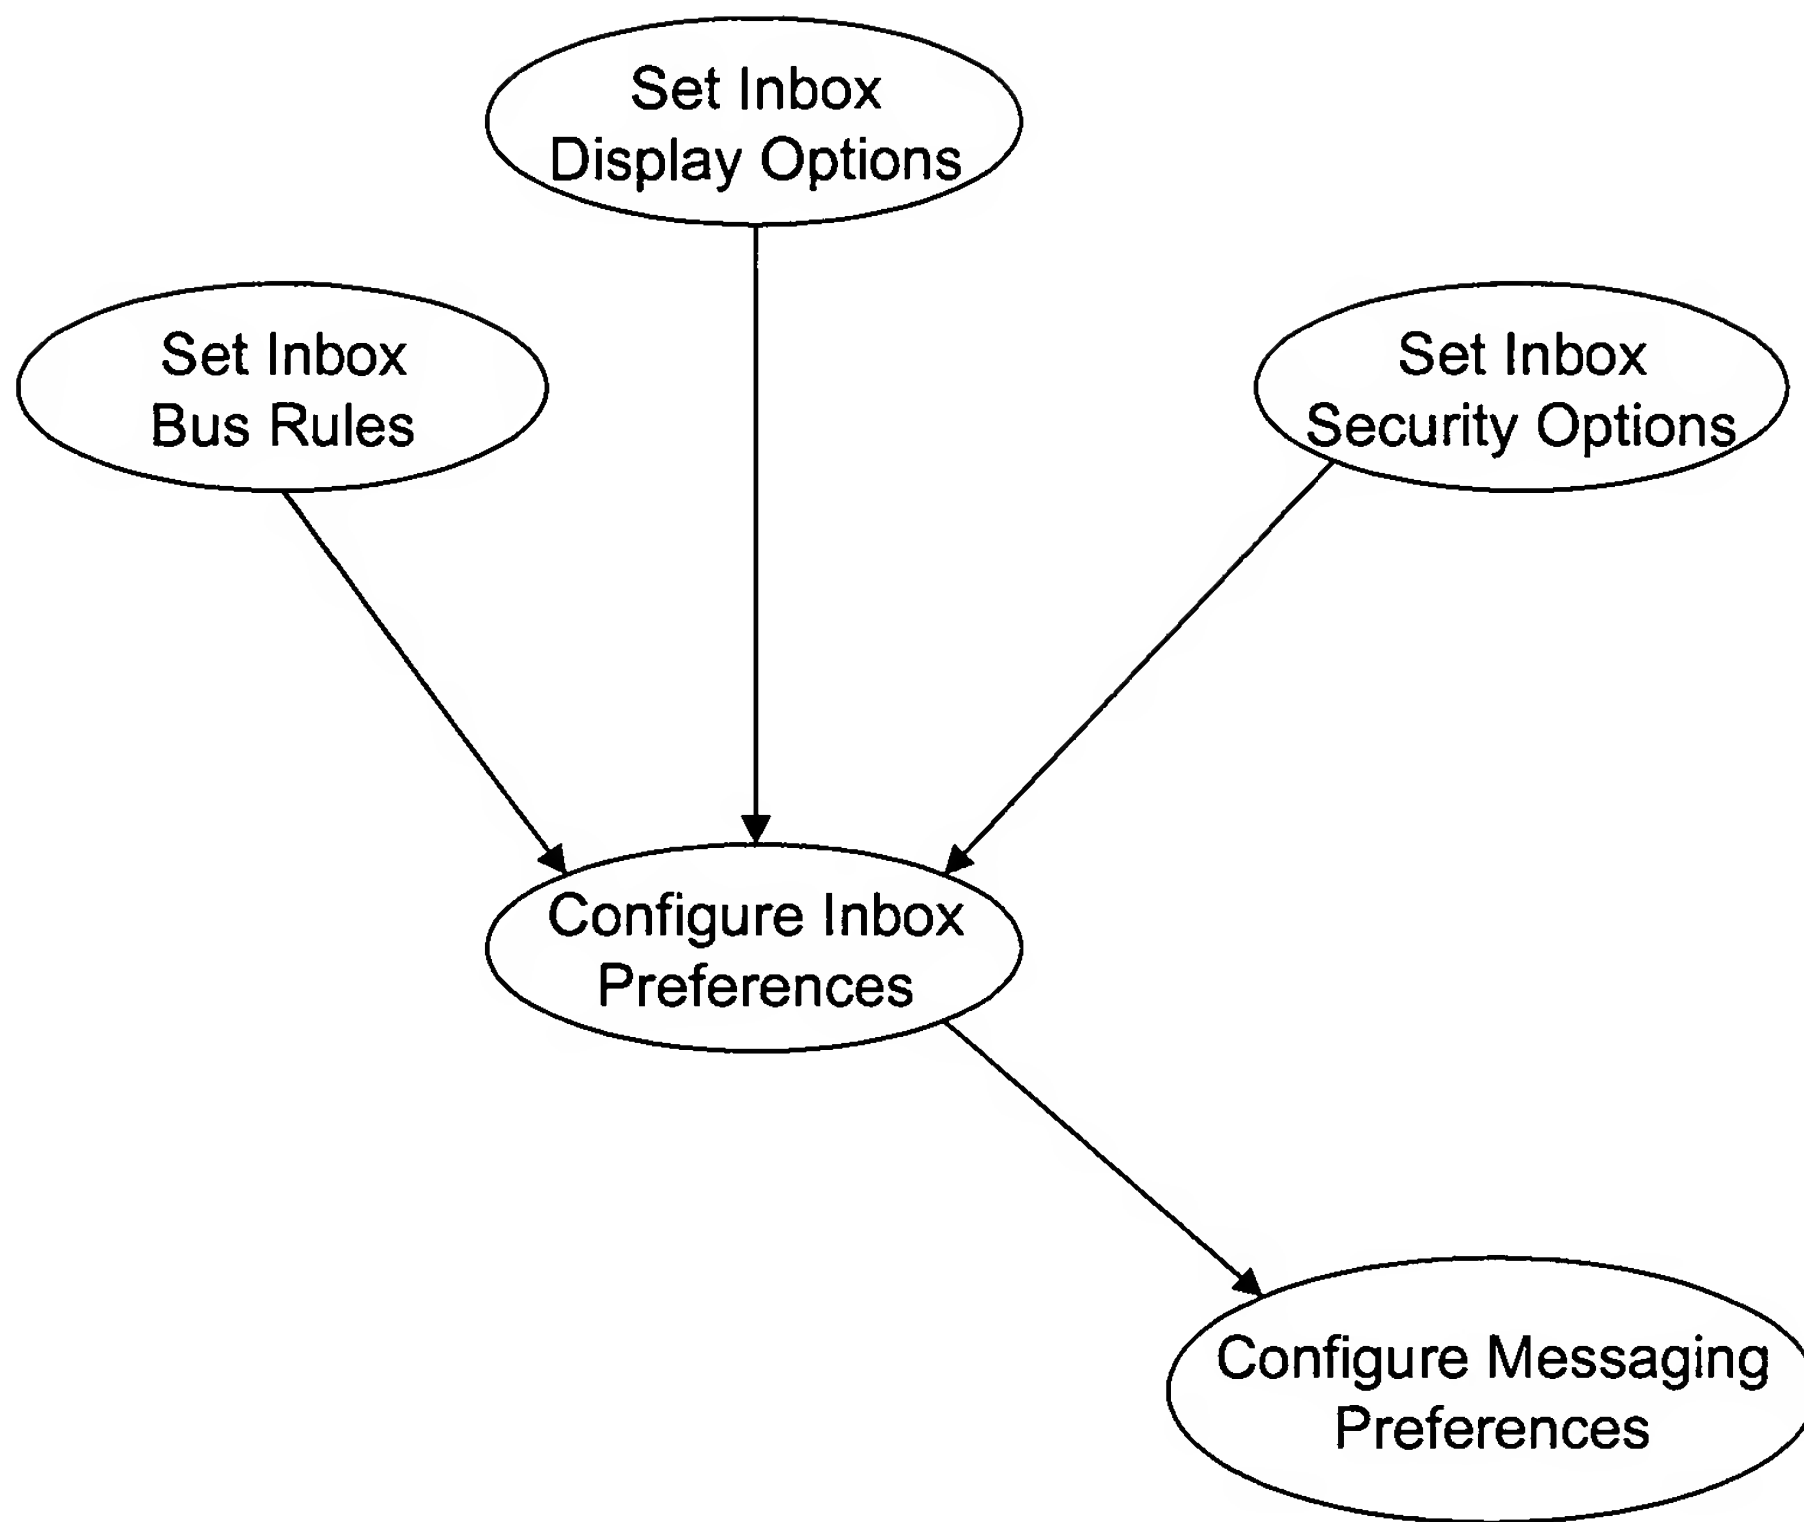 Set Inbox
Display Options
Set Inbox
Bus Rules
Set Inbox
Security Options
Configure Inbox
Preferences
Configure Messaging
Preferences